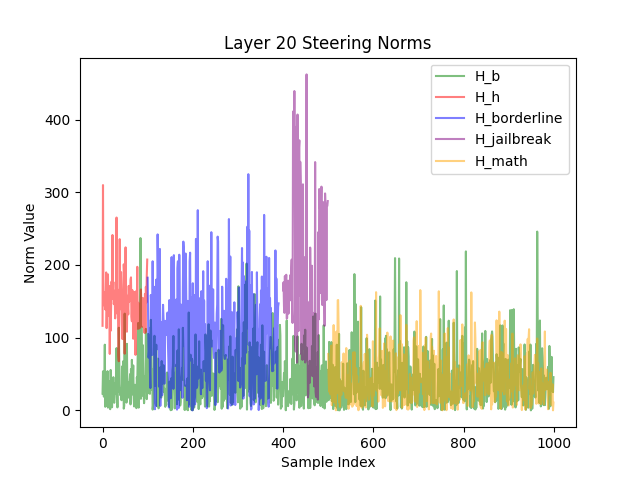 Layer 20 Steering Norms
H_b
H_h
H_borderline
H_jailbreak
H_math
Norm Value
400
300
200
100
0
0 200 400 600 800 1000
Sample Index